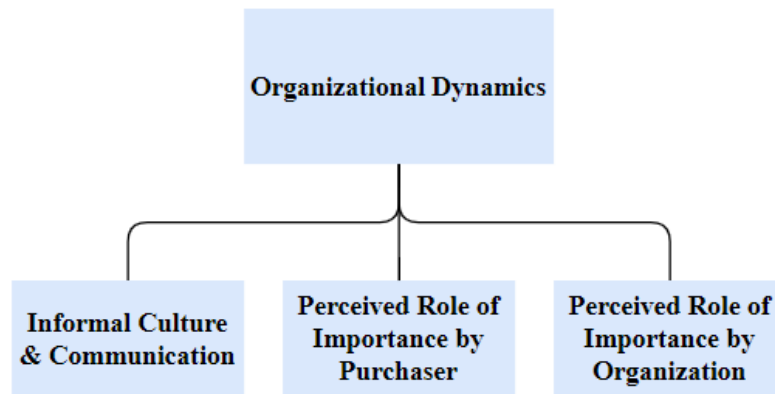 Organizational Dynamics
Informal Culture
& Communication
Perceived Role of
Importance by
Purchaser
Perceived Role of
Importance by
Organization